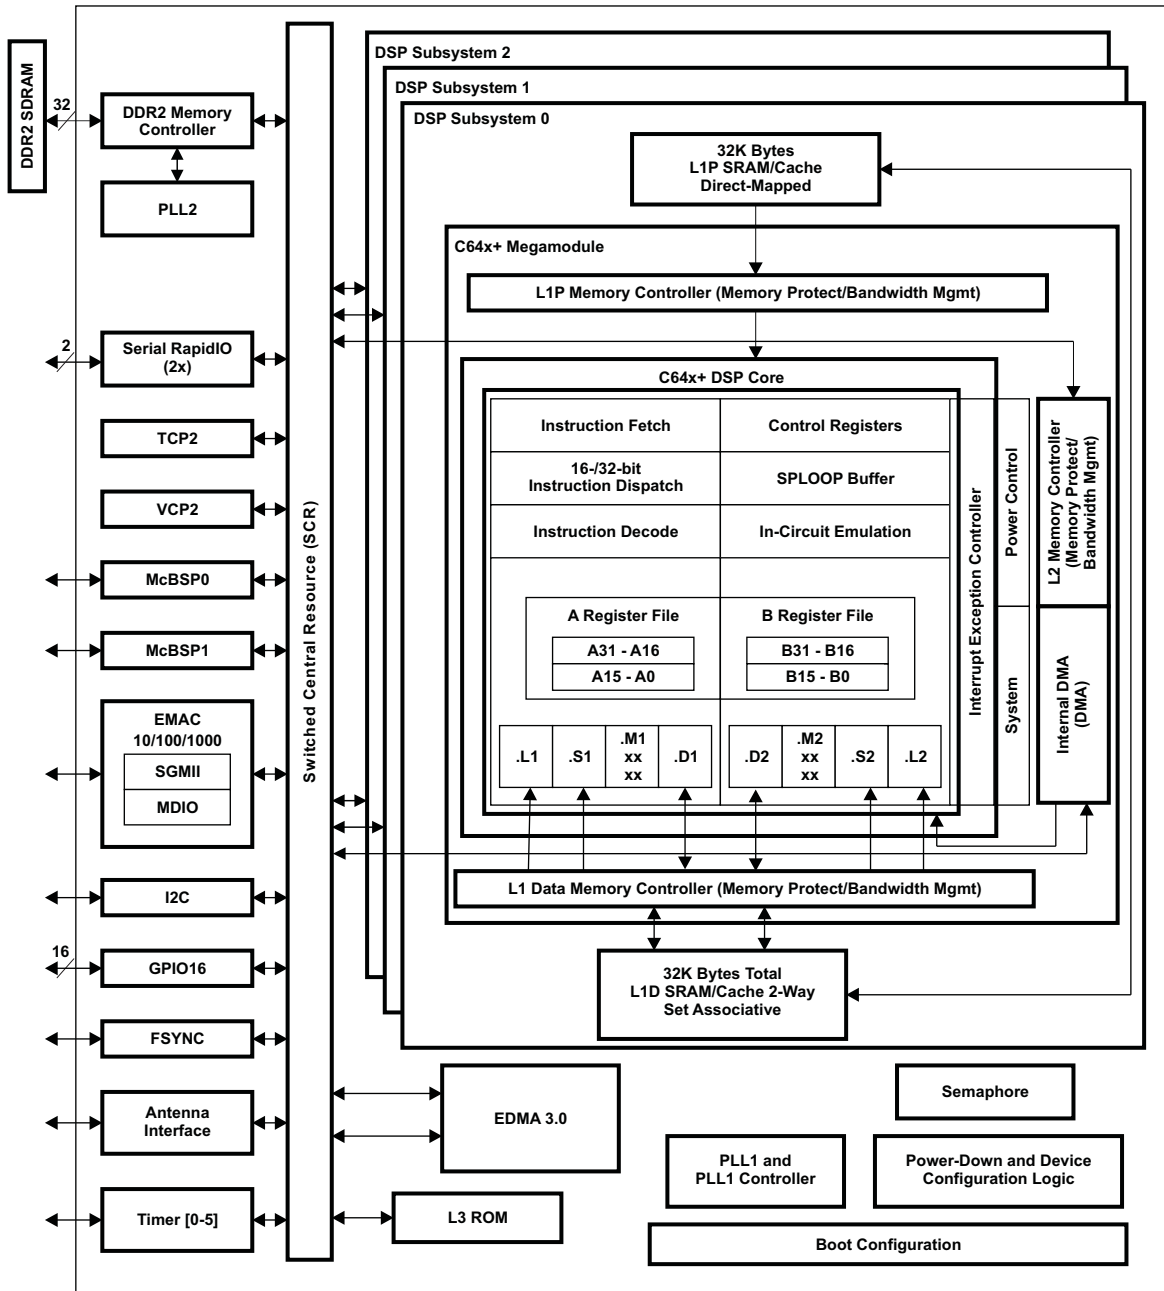 DDR2 SDRAM
32
DDR2 Memory
Controller
PLL2
2
Serial RapidIO
(2x)
TCP2
VCP2
McBSP0
McBSP1
EMAC
10/100/1000
SGMII
MDIO
I2C
16
GPIO16
FSYNC
Antenna
Interface
Timer [0-5]
Switched Central Resource (SCR)
DSP Subsystem 2
DSP Subsystem 1
DSP Subsystem 0
32K Bytes
L1P SRAM/Cache
Direct-Mapped
C64x+ Megamodule
L1P Memory Controller (Memory Protect/Bandwidth Mgmt)
C64x+ DSP Core
Instruction Fetch
Control Registers
16-/32-bit
Instruction Dispatch
SPLOOP Buffer
Instruction Decode
In-Circuit Emulation
A Register File
A31 - A16
A15 - A0
B Register File
B31 - B16
B15 - B0
.L1
.S1
.M1
xx
xx
.D1
.D2
.M2
xx
xx
.S2
.L2
Interrupt Exception Controller
Power Control
System
L2 Memory Controller
(Memory Protect/
Bandwidth Mgmt)
Internal DMA
(DMA)
L1 Data Memory Controller (Memory Protect/Bandwidth Mgmt)
32K Bytes Total
L1D SRAM/Cache 2-Way
Set Associative
EDMA 3.0
L3 ROM
Semaphore
PLL1 and
PLL1 Controller
Power-Down and Device
Configuration Logic
Boot Configuration